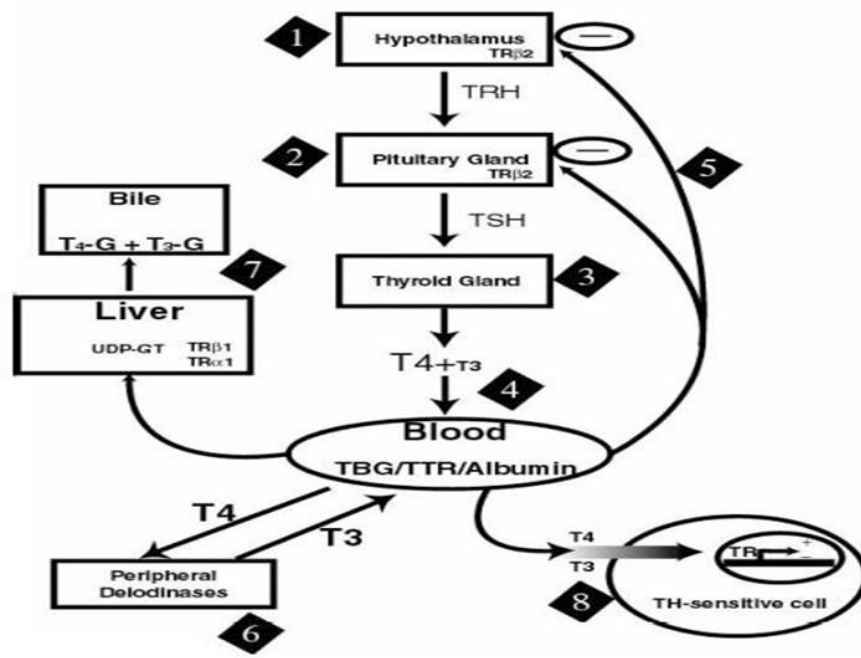 1
Hypothalamus
TRβ2
—
TRH
2
Pituitary Gland
TRβ2
—
5
TSH
Bile
T4-G + T3-G
7
Thyroid Gland
3
Liver
UDP-GT TRβ1
TRα1
T4+T3
4
Blood
TBG/TTR/Albumin
T4
T3
Peripheral
Deiodinases
6
T4
T3
8
TR
+
–
TH-sensitive cell